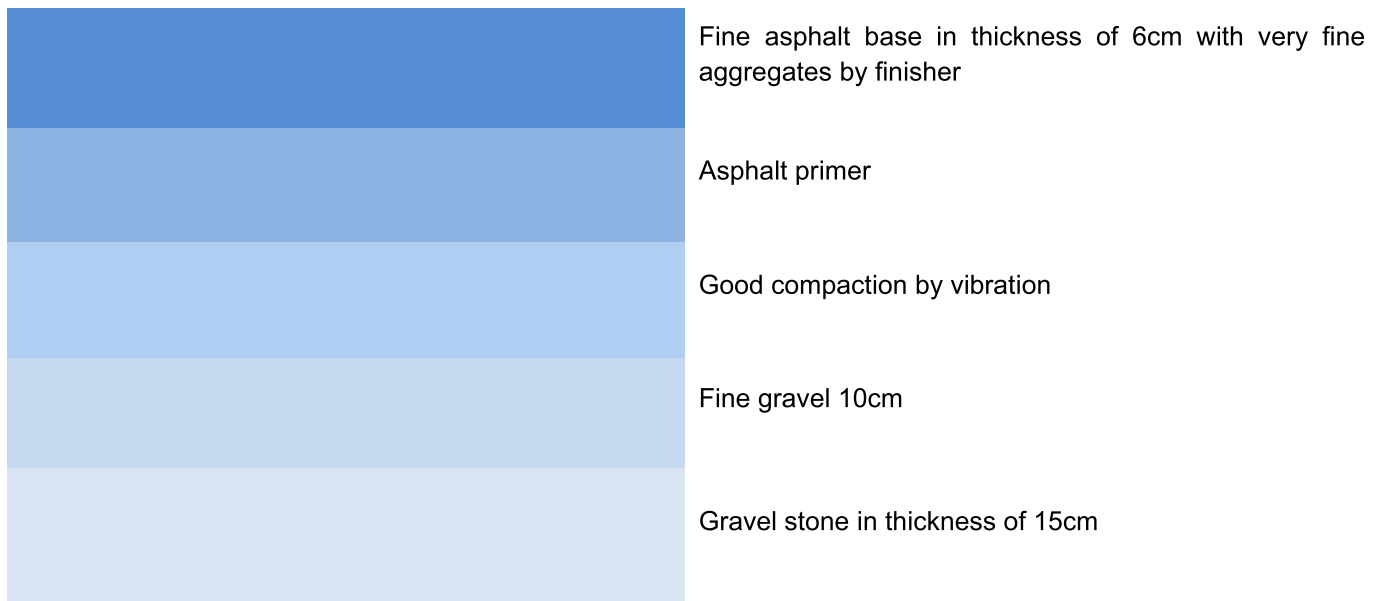 Fine asphalt base in thickness of 6cm with very fine
aggregates by finisher
Asphalt primer
Good compaction by vibration
Fine gravel 10cm
Gravel stone in thickness of 15cm